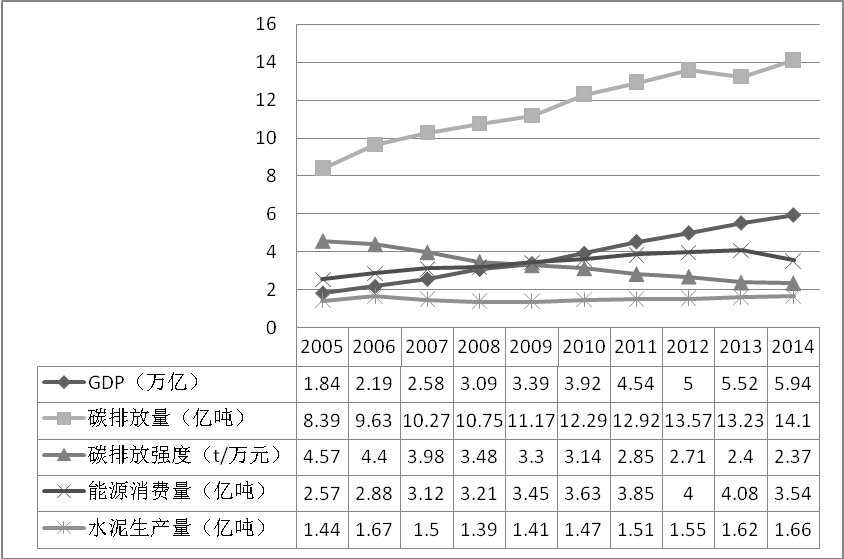 16
14
12
10
8
6
4
2
0
2005 2006 2007 2008 2009 2010 2011 2012 2013 2014
GDP（万亿） 1.84 2.19 2.58 3.09 3.39 3.92 4.54 5 5.52 5.94
碳排放量（亿吨） 8.39 9.63 10.27 10.75 11.17 12.29 12.92 13.57 13.23 14.1
碳排放强度（t/万元） 4.57 4.4 3.98 3.48 3.3 3.14 2.85 2.71 2.4 2.37
能源消费量（亿吨） 2.57 2.88 3.12 3.21 3.45 3.63 3.85 4 4.08 3.54
水泥生产量（亿吨） 1.44 1.67 1.5 1.39 1.41 1.47 1.51 1.55 1.62 1.66